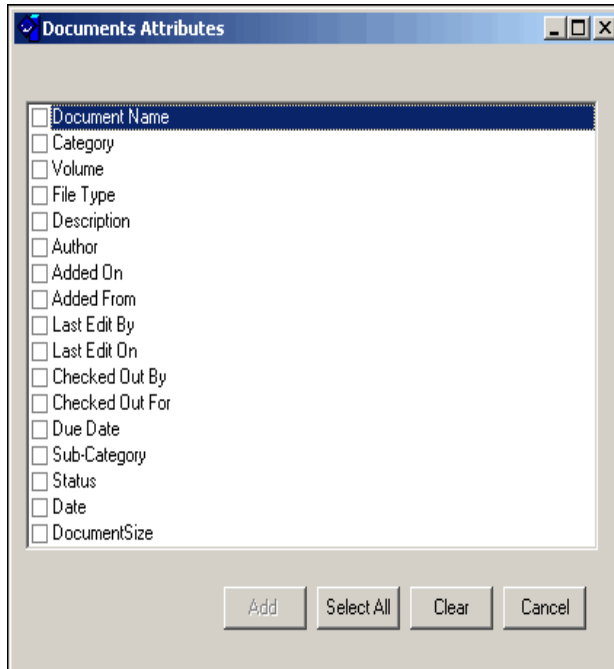 Documents Attributes
Document Name
Category
Volume
File Type
Description
Author
Added On
Added From
Last Edit By
Last Edit On
Checked Out By
Checked Out For
Due Date
Sub-Category
Status
Date
DocumentSize
Add Select All Clear Cancel